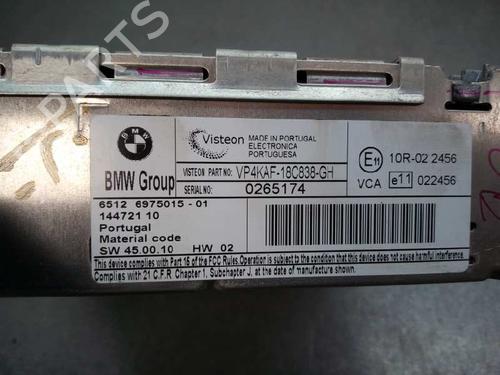 PARTS
BMW
BMW Group
Visteon
MADE IN PORTUGAL
ELECTRONICA
PORTUGUESA
VISTEON PART NO: VP4KAF-18C838-GH
SERIAL NO: 0265174
E11 10R-02 2456
VCA e11 022456
6512 6975015 - 01
144721 10
Portugal
Material code
SW 45.00.10 HW 02
This device complies with Part 15 of the FCC Rules. Operation is subject to the condition that this device does not cause harmful interference.
Complies with 21 C.F.R Chapter 1, Subchapter J, at the date of manufacture shown.